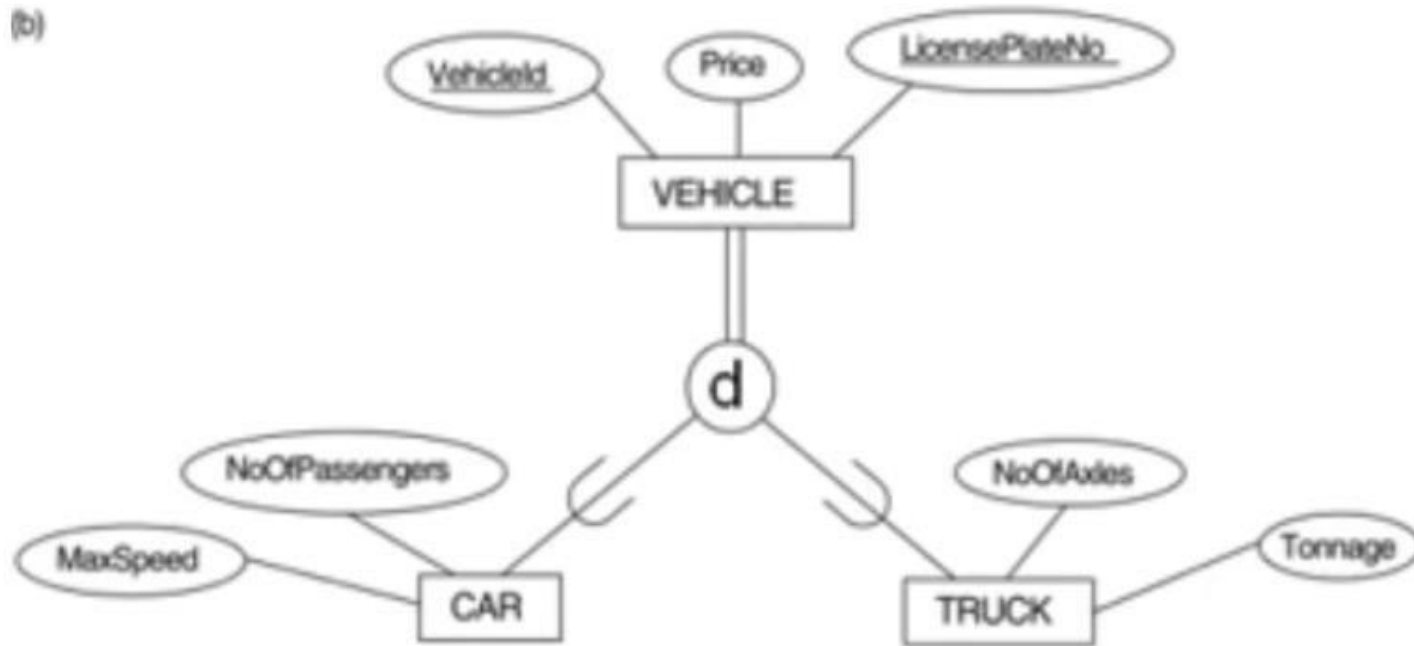 (b)
VehicleId
Price
LicensePlateNo
VEHICLE
d
NoOfPassengers
NoOfAxles
MaxSpeed
Tonnage
CAR
TRUCK